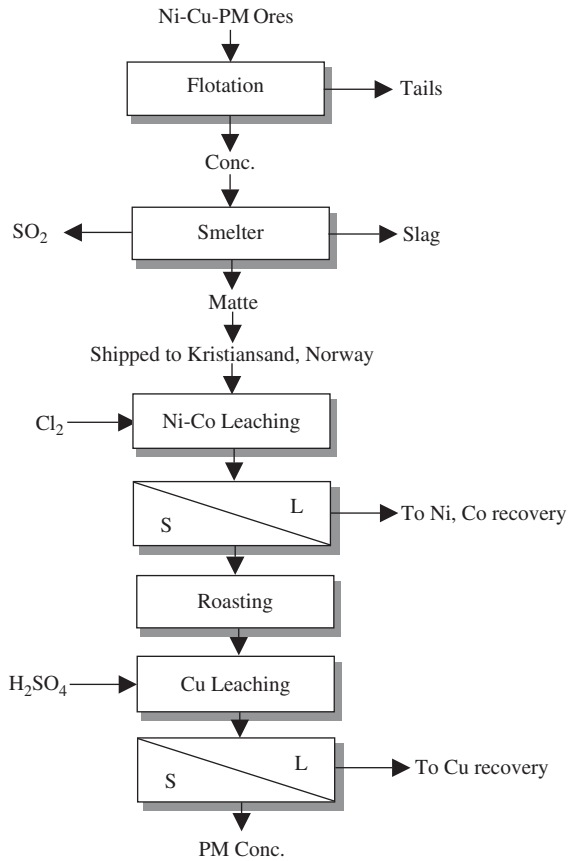 Ni-Cu-PM Ores
Flotation
Tails
Conc.
SO₂
Smelter
Slag
Matte
Shipped to Kristiansand, Norway
Cl₂
Ni-Co Leaching
L
S
To Ni, Co recovery
Roasting
H₂SO₄
Cu Leaching
L
S
To Cu recovery
PM Conc.